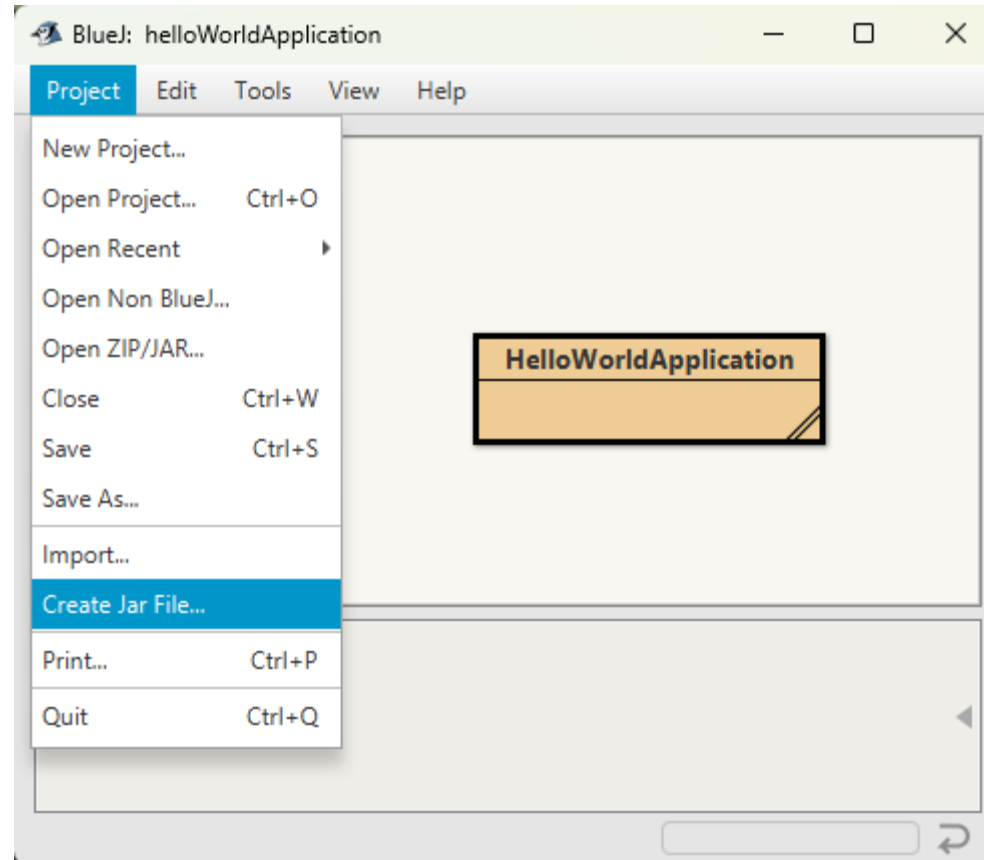 BlueJ: helloWorldApplication
Project Edit Tools View Help
New Project...
Open Project... Ctrl+O
Open Recent
Open Non BlueJ...
Open ZIP/JAR...
Close Ctrl+W
Save Ctrl+S
Save As...
Import...
Create Jar File...
Print... Ctrl+P
Quit Ctrl+Q
HelloWorldApplication